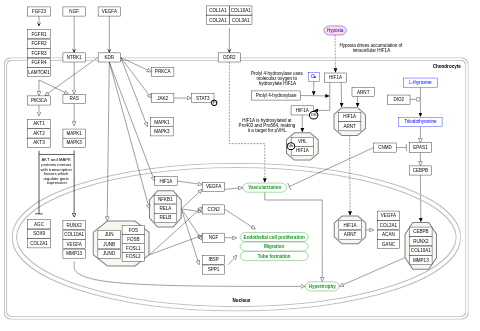 FGF23
NGF
VEGFA
COL1A1
COL10A1
COL2A1
COL3A1
Hypoxia
Hypoxia drives accumulation of
intracellular HIF1A
FGFR1
FGFR2
FGFR3
FGFR4
LAMTOR1
NTRK1
KDR
DDR2
Chondrocyte
PRKCA
Prolyl 4-hydroxylase uses
molecular oxygen to
hydroxylate HIF1A
O₂
HIF1A
L-thyroxine
PIK3CA
RAS
JAK2
STAT3
Prolyl 4-hydroxylase
ARNT
DIO2
HIF1A
HIF1A is hydroxylated at
Pro402 and Pro564, making
it a target for pVHL
HIF1A
ARNT
Triiodothyronine
AKT1
AKT2
AKT3
MAPK1
MAPK3
MAPK1
MAPK3
VHL
HIF1A
CNMD
EPAS1
AKT and MAPK
proteins interact
with transcription
factors which
regulate gene
expression
CEBPB
HIF1A
VEGFA
Vascularization
NFKB1
RELA
RELB
CCN2
AGC
SOX9
COL2A1
RUNX2
COL10A1
VEGFA
MMP13
JUN
JUNB
JUND
FOS
FOSB
FOSL1
FOSL2
NGF
Endothelial cell proliferation
Migration
Tube formation
IBSP
SPP1
HIF1A
ARNT
VEGFA
COL2A1
ACAN
GANC
CEBPB
RUNX2
COL10A1
MMP13
Hypertrophy
Nucleus